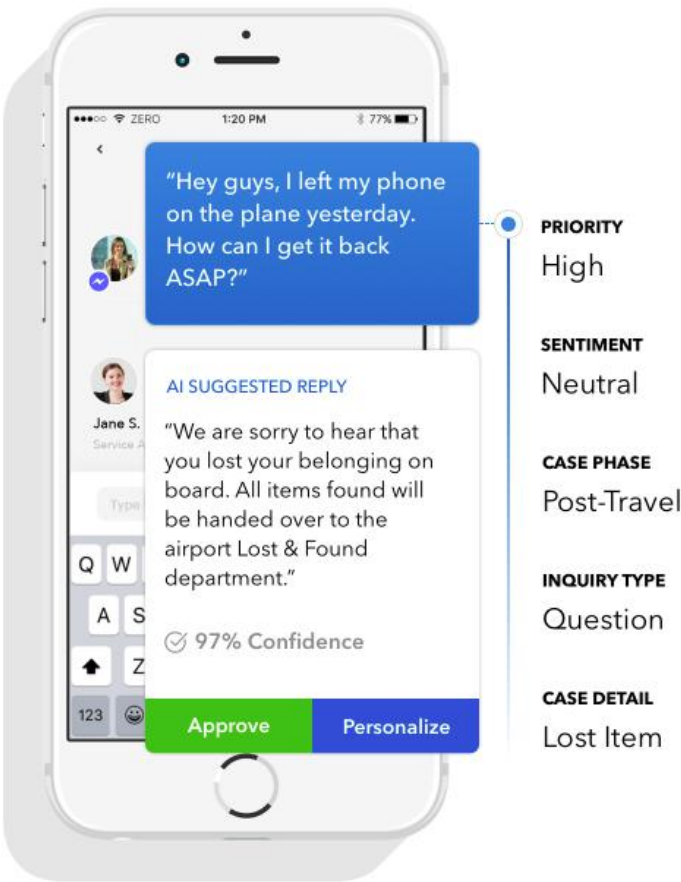 ZERO 1:20 PM 77%
"Hey guys, I left my phone
on the plane yesterday.
How can I get it back
ASAP?"
PRIORITY
High
SENTIMENT
Neutral
CASE PHASE
Post-Travel
INQUIRY TYPE
Question
CASE DETAIL
Lost Item
Jane S.
Service A
AI SUGGESTED REPLY
"We are sorry to hear that
you lost your belonging on
board. All items found will
be handed over to the
airport Lost & Found
department."
97% Confidence
Approve Personalize
Type
Q W
A S
Z
123